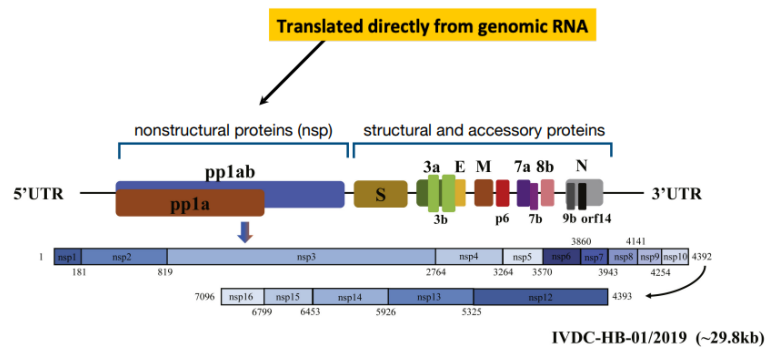 Translated directly from genomic RNA
nonstructural proteins (nsp) structural and accessory proteins
pp1ab 3a E M 7a 8b N
5'UTR pp1a S 3'UTR
3b p6 7b 9b orf14
3860 4141
1 nsp1 nsp2 nsp3 nsp4 nsp5 nsp6 nsp7 nsp8 nsp9 nsp10 4392
181 819 2764 3264 3570 3943 4254
7096 nsp16 nsp15 nsp14 nsp13 nsp12 4393
6799 6453 5926 5325
IVDC-HB-01/2019 (~29.8kb)